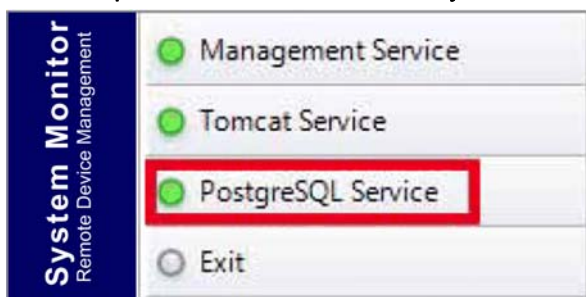 System Monitor
Remote Device Management
Management Service
Tomcat Service
PostgreSQL Service
Exit